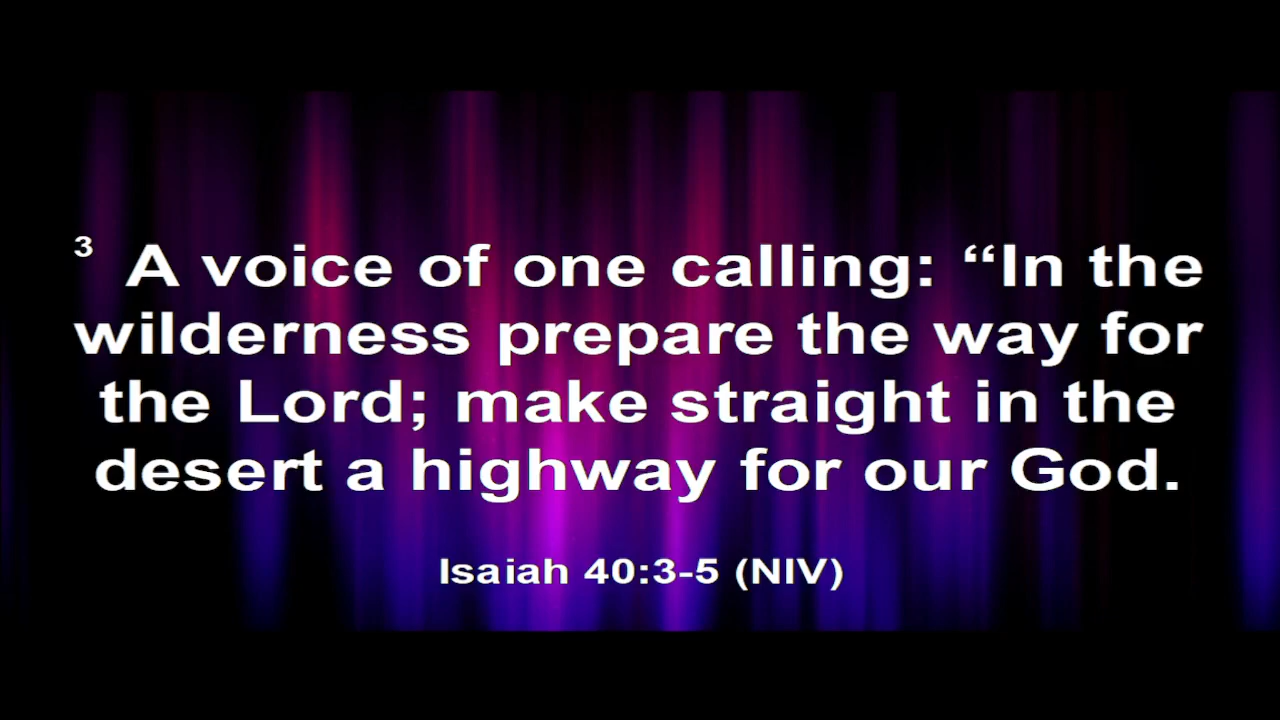 3 A voice of one calling: “In the
wilderness prepare the way for
the Lord; make straight in the
desert a highway for our God.
Isaiah 40:3-5 (NIV)